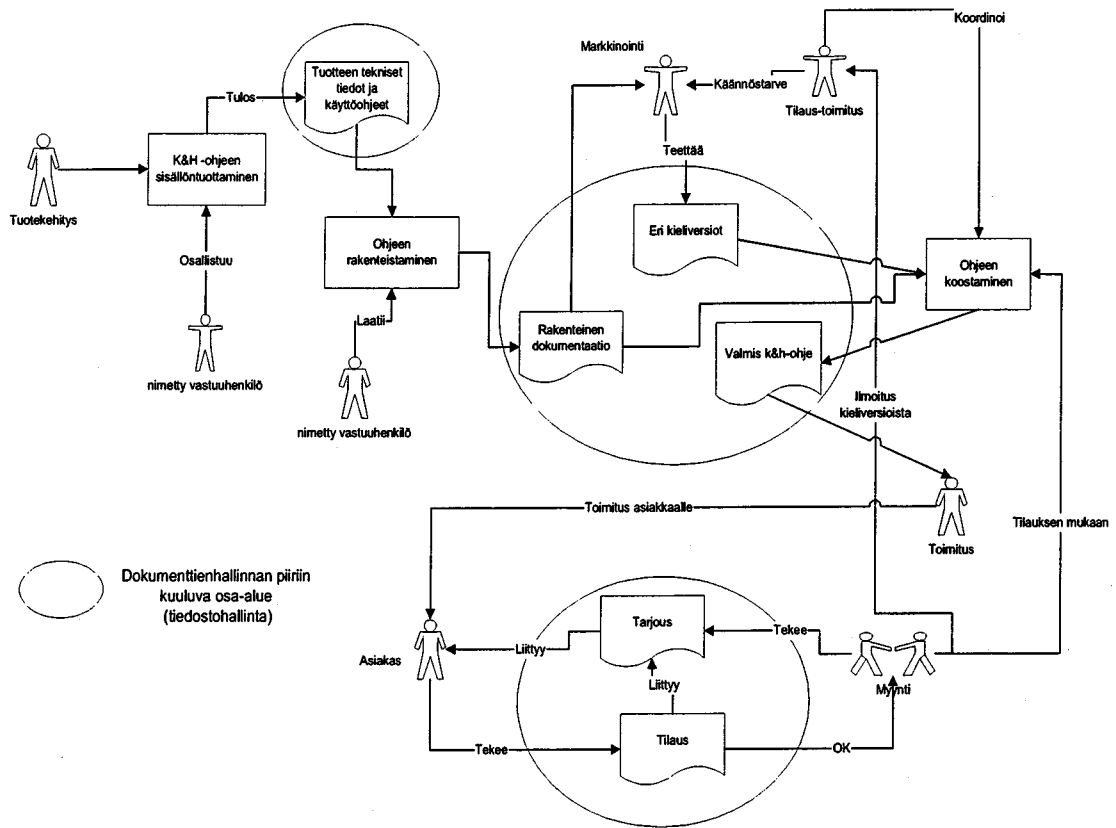 Koordinoi
Markkinointi
Käännöstarve
Tilaus-toimitus
Tuotteen tekniset
tiedot ja
käyttöohjeet
Tulos
K&H -ohjeen
sisällöntuottaminen
Tuotekehitys
Teettää
Osallistuu
Eri kieliversiot
Ohjeen
rakenteistaminen
Ohjeen
koostaminen
Laatii
Rakenteinen
dokumentaatio
Valmis k&h-ohje
nimetty vastuuhenkilö
nimetty vastuuhenkilö
Ilmoitus
kieliversioista
Toimitus asiakkaalle
Toimitus
Tilauksen mukaan
Dokumenttienhallinnan piiriin
kuuluva osa-alue
(tiedostohallinta)
Tarjous
Tekee
Asiakas
Liittyy
Liittyy
Myynti
Tekee
Tilaus
OK